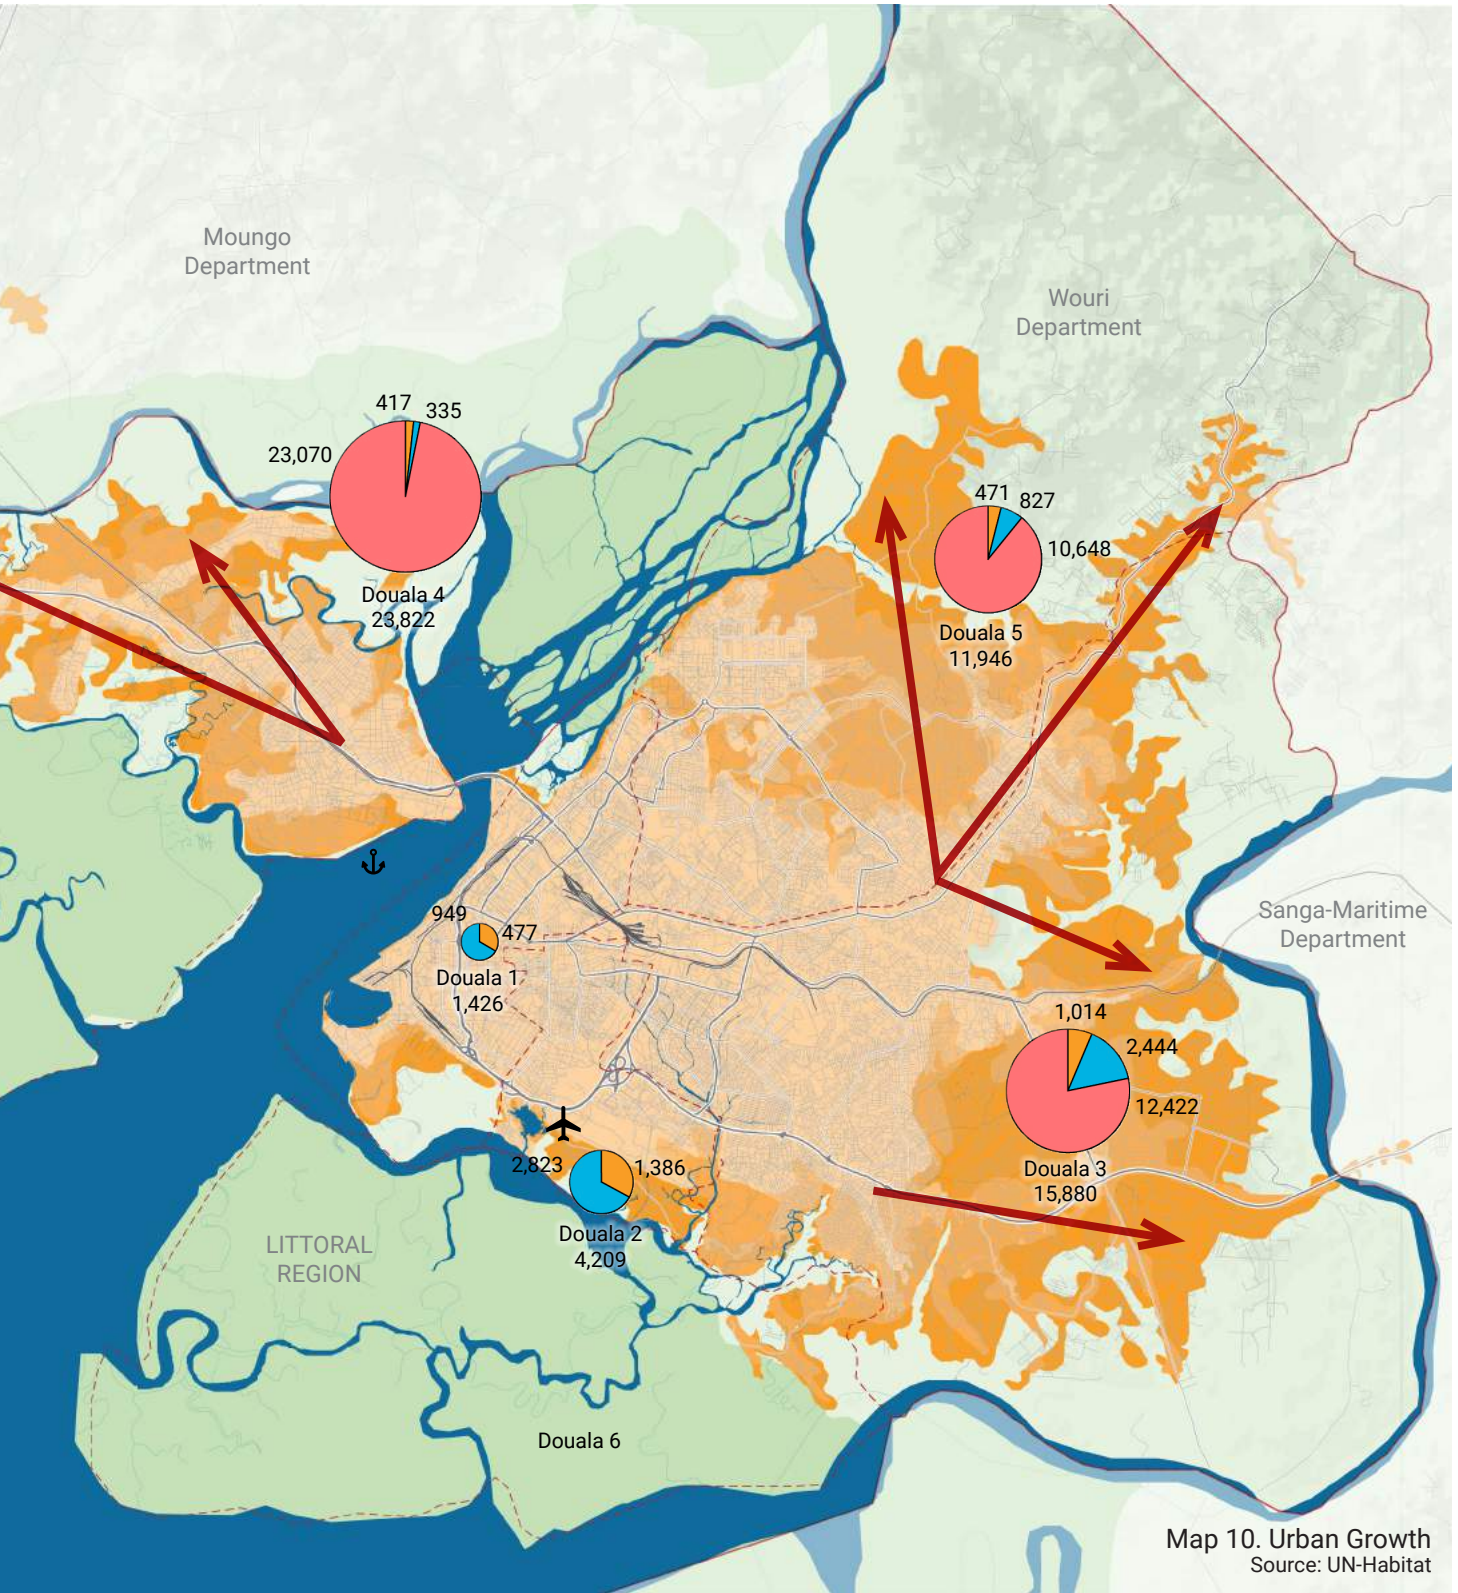 Moungo
Department
Wouri
Department
417
335
23,070
Douala 4
23,822
471
827
10,648
Douala 5
11,946
949
477
Douala 1
1,426
Sanga-Maritime
Department
1,014
2,444
12,422
Douala 3
15,880
2,823
1,386
Douala 2
4,209
LITTORAL
REGION
Douala 6
Map 10. Urban Growth
Source: UN-Habitat